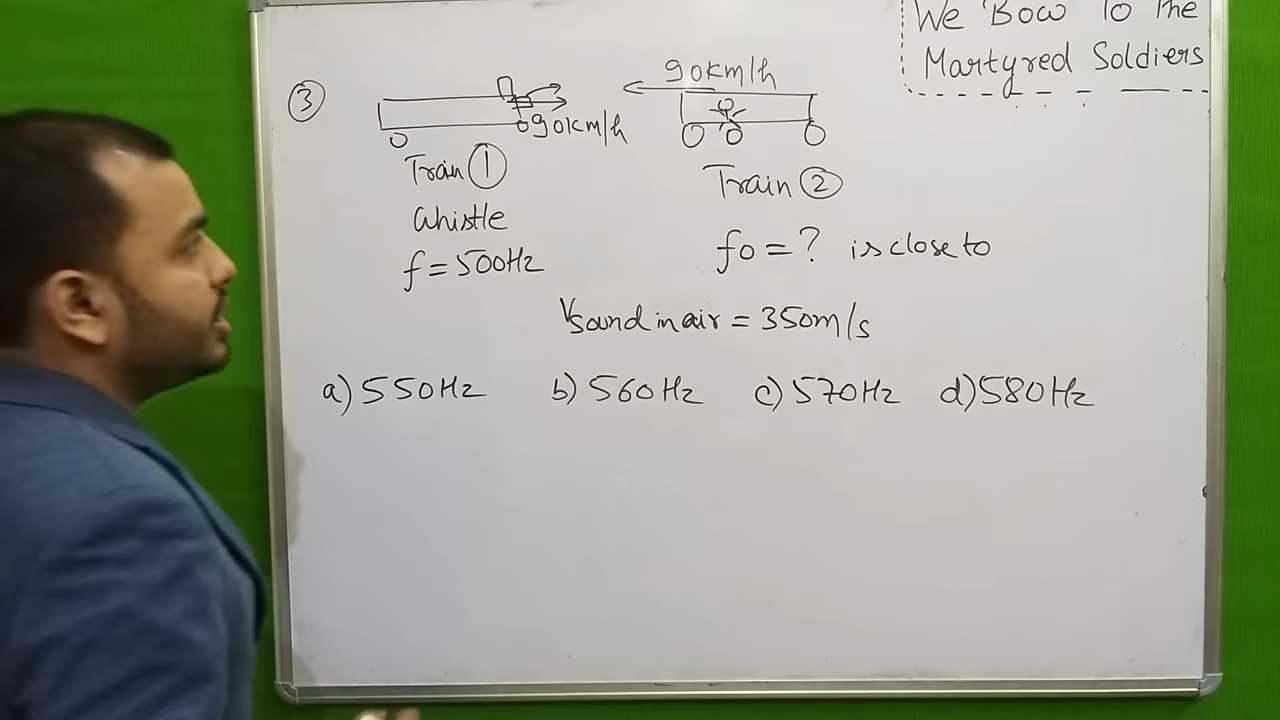 We Bow To The
Martyred Soldiers
③
90km/h
90km/h
Train ①
Train ②
Whistle
f = 500Hz
fo = ? is close to
Vsound in air = 350m/s
a) 550Hz b) 560Hz c) 570Hz d) 580Hz